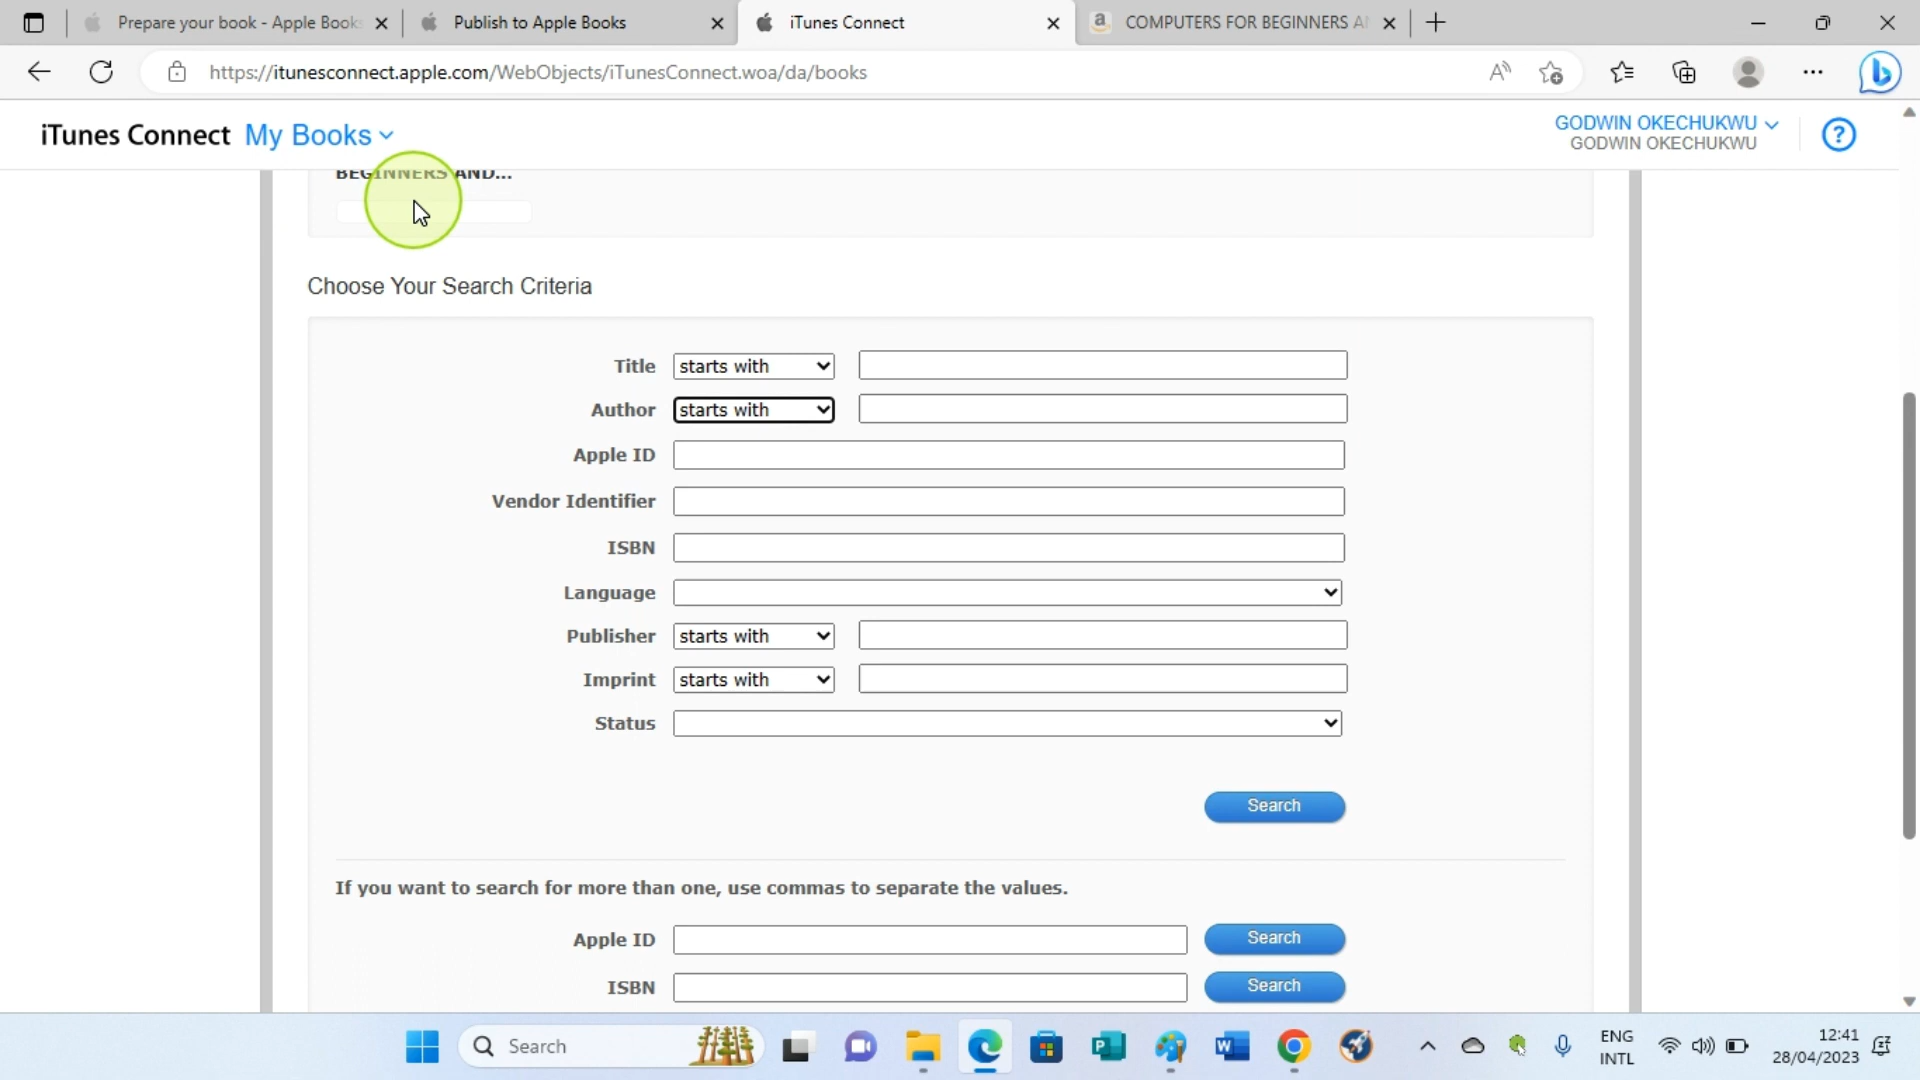 Prepare your book - Apple Books
Publish to Apple Books
iTunes Connect
COMPUTERS FOR BEGINNERS A
https://itunesconnect.apple.com/WebObjects/iTunesConnect.woa/da/books
iTunes Connect My Books
GODWIN OKECHUKWU
GODWIN OKECHUKWU
?
BEGINNERS AND...
Choose Your Search Criteria
Title starts with
Author starts with
Apple ID
Vendor Identifier
ISBN
Language
Publisher starts with
Imprint starts with
Status
Search
If you want to search for more than one, use commas to separate the values.
Apple ID Search
ISBN Search
Search
ENG
INTL
12:41
28/04/2023